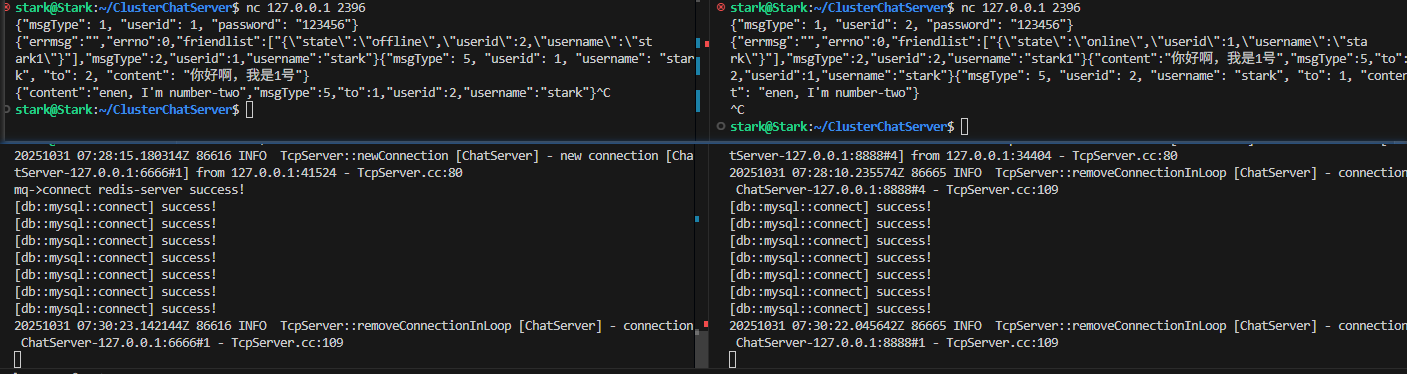 stark@Stark:~/ClusterChatServer$ nc 127.0.0.1 2396
{"msgType": 1, "userid": 1, "password": "123456"}
{"errmsg":"","errno":0,"friendlist":["{\"state\":\"offline\",\"userid\":2,\"username\":\"st
ark1\"}"],"msgType":2,"userid":1,"username":"stark"}{"msgType": 5, "userid": 1, "username": "star
k", "to": 2, "content": "你好啊，我是1号"}
{"content":"enen, I'm number-two","msgType":5,"to":1,"userid":2,"username":"stark"}^C
stark@Stark:~/ClusterChatServer$
stark@Stark:~/ClusterChatServer$ nc 127.0.0.1 2396
{"msgType": 1, "userid": 2, "password": "123456"}
{"errmsg":"","errno":0,"friendlist":["{\"state\":\"online\",\"userid\":1,\"username\":\"sta
rk\"}"],"msgType":2,"userid":2,"username":"stark1"}{"content":"你好啊，我是1号","msgType":5,"to":
2,"userid":1,"username":"stark"}{"msgType": 5, "userid": 2, "username": "stark", "to": 1, "conten
t": "enen, I'm number-two"}
^C
stark@Stark:~/ClusterChatServer$
20251031 07:28:15.180314Z 86616 INFO  TcpServer::newConnection [ChatServer] - new connection [Cha
tServer-127.0.0.1:6666#1] from 127.0.0.1:41524 - TcpServer.cc:80
mq->connect redis-server success!
[db::mysql::connect] success!
[db::mysql::connect] success!
[db::mysql::connect] success!
[db::mysql::connect] success!
[db::mysql::connect] success!
[db::mysql::connect] success!
[db::mysql::connect] success!
20251031 07:30:23.142144Z 86616 INFO  TcpServer::removeConnectionInLoop [ChatServer] - connection
ChatServer-127.0.0.1:6666#1 - TcpServer.cc:109
tServer-127.0.0.1:8888#4] from 127.0.0.1:34404 - TcpServer.cc:80
20251031 07:28:10.235574Z 86665 INFO  TcpServer::removeConnectionInLoop [ChatServer] - connection
ChatServer-127.0.0.1:8888#4 - TcpServer.cc:109
[db::mysql::connect] success!
[db::mysql::connect] success!
[db::mysql::connect] success!
[db::mysql::connect] success!
[db::mysql::connect] success!
[db::mysql::connect] success!
[db::mysql::connect] success!
20251031 07:30:22.045642Z 86665 INFO  TcpServer::removeConnectionInLoop [ChatServer] - connection
ChatServer-127.0.0.1:8888#1 - TcpServer.cc:109